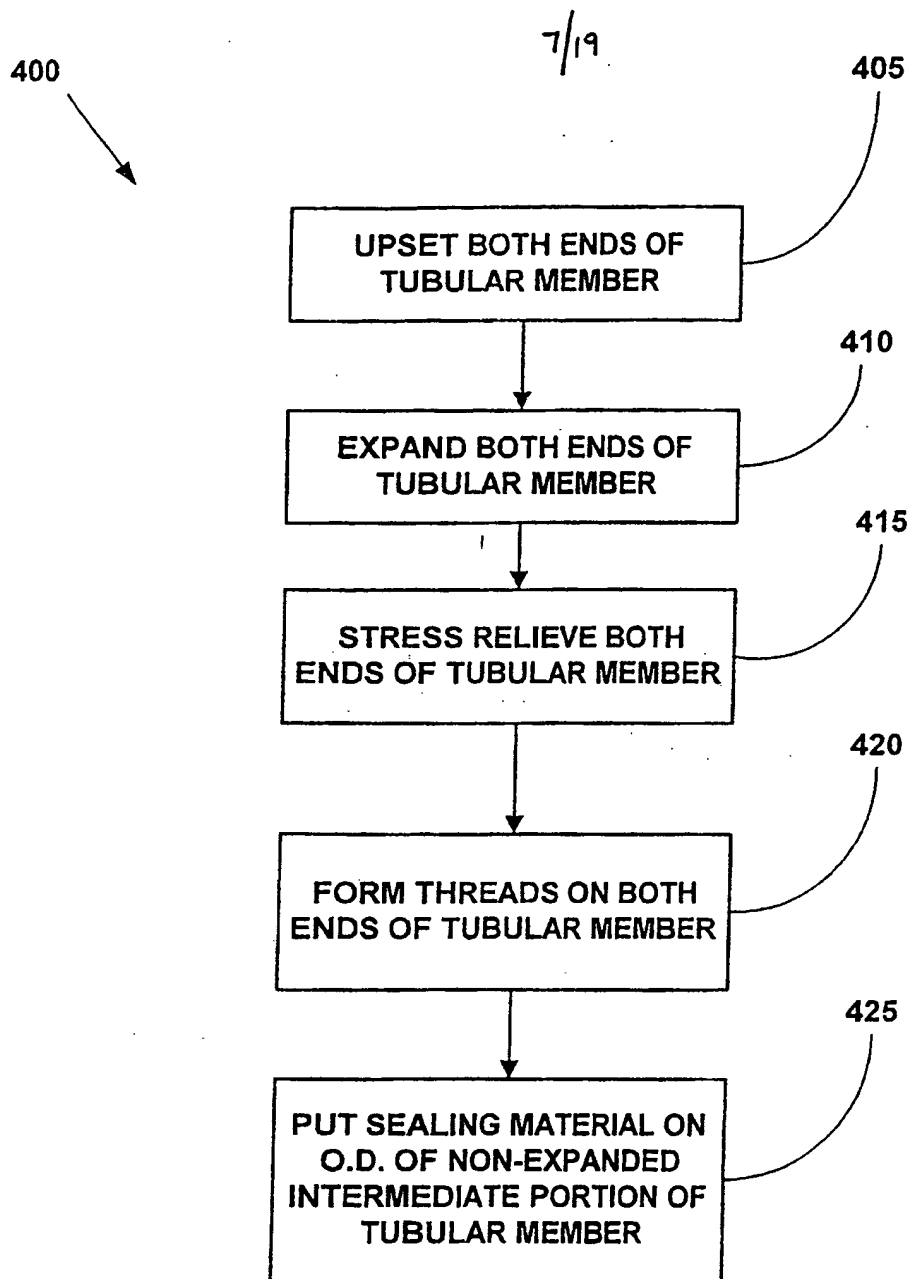 7/19
400
405
UPSET BOTH ENDS OF
TUBULAR MEMBER
410
EXPAND BOTH ENDS OF
TUBULAR MEMBER
415
STRESS RELIEVE BOTH
ENDS OF TUBULAR MEMBER
420
FORM THREADS ON BOTH
ENDS OF TUBULAR MEMBER
425
PUT SEALING MATERIAL ON
O.D. OF NON-EXPANDED
INTERMEDIATE PORTION OF
TUBULAR MEMBER